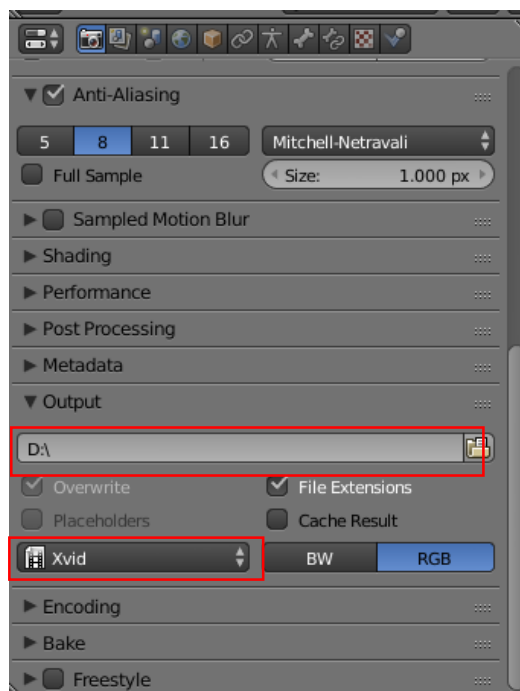 Anti-Aliasing
5 8 11 16 Mitchell-Netravali
Full Sample Size: 1.000 px
Sampled Motion Blur
Shading
Performance
Post Processing
Metadata
Output
D:\
Overwrite File Extensions
Placeholders Cache Result
Xvid BW RGB
Encoding
Bake
Freestyle